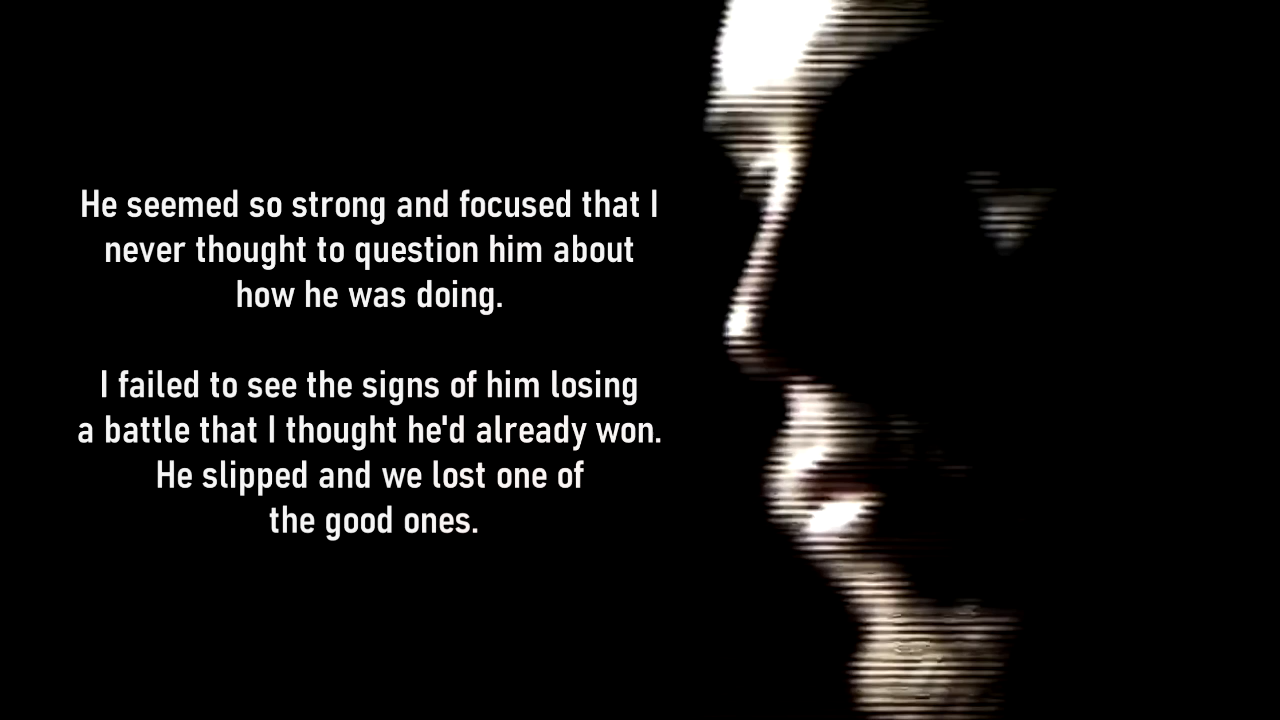 He seemed so strong and focused that I
never thought to question him about
how he was doing.
I failed to see the signs of him losing
a battle that I thought he'd already won.
He slipped and we lost one of
the good ones.